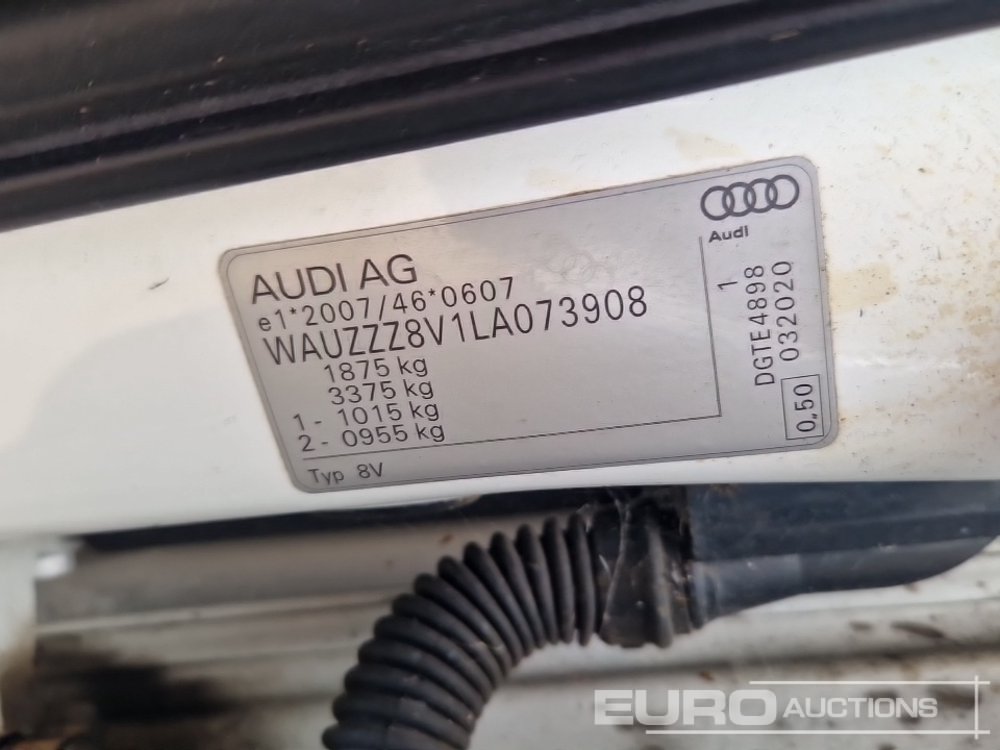 AUDI AG
e1*2007/46*0607
WAUZZZ8V1LA073908
1875 kg
3375 kg
1 - 1015 kg
2 - 0955 kg
Typ 8V
Audi
1
DGTE4898
032020
0,50
EURO AUCTIONS